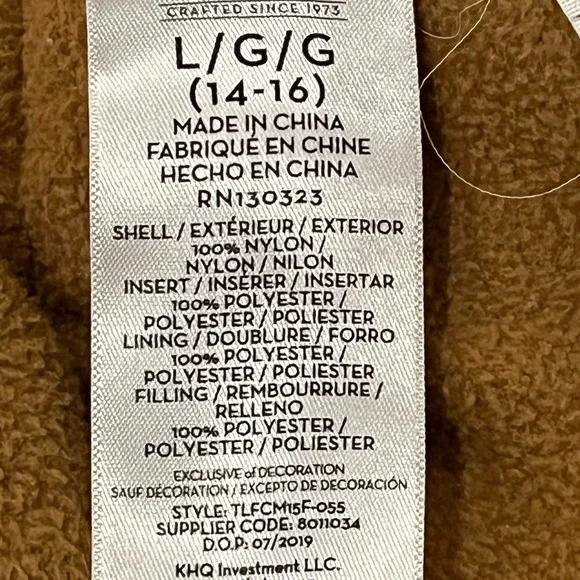 CRAFTED SINCE 1973
L/G/G
(14-16)
MADE IN CHINA
FABRIQUÉ EN CHINE
HECHO EN CHINA
RN130323
SHELL / EXTÉRIEUR / EXTERIOR
100% NYLON /
NYLON / NILON
INSERT / INSÉRER / INSERTAR
100% POLYESTER /
POLYESTER / POLIESTER
LINING / DOUBLURE / FORRO
100% POLYESTER /
POLYESTER / POLIESTER
FILLING / REMBOURRURE /
RELLENO
100% POLYESTER /
POLYESTER / POLIESTER
EXCLUSIVE of DECORATION
SAUF DÉCORATION / EXCEPTO DE DECORACIÓN
STYLE: TLFCM15F-055
SUPPLIER CODE: 8011034
D.O.P: 07/2019
KHQ Investment LLC.